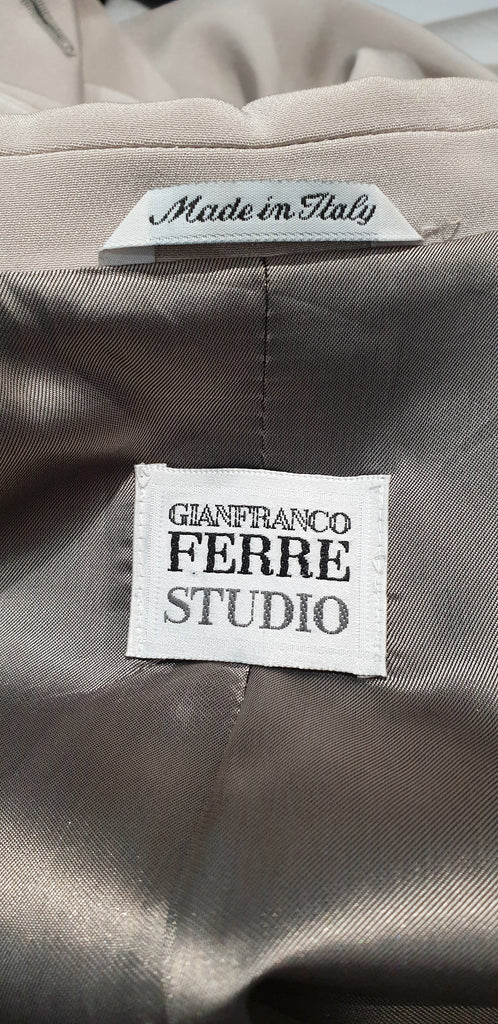 Made in Italy
GIANFRANCO
FERRE
STUDIO